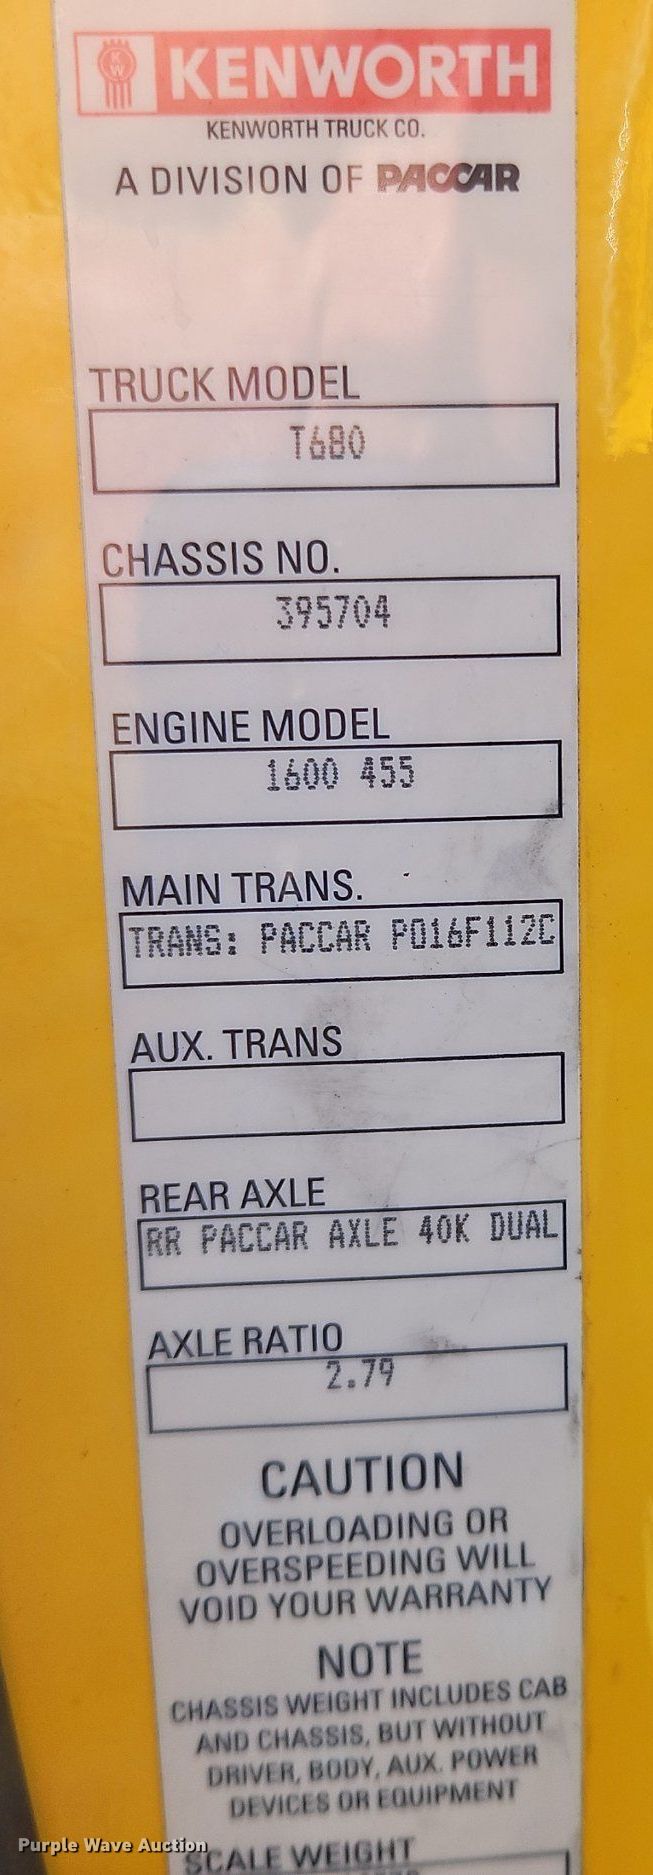 KW KENWORTH
KENWORTH TRUCK CO.
A DIVISION OF PACCAR
TRUCK MODEL
T680
CHASSIS NO.
395704
ENGINE MODEL
1600 455
MAIN TRANS.
TRANS: PACCAR PO16F112C
AUX. TRANS
REAR AXLE
RR PACCAR AXLE 40K DUAL
AXLE RATIO
2.79
CAUTION
OVERLOADING OR
OVERSPEEDING WILL
VOID YOUR WARRANTY
NOTE
CHASSIS WEIGHT INCLUDES CAB
AND CHASSIS, BUT WITHOUT
DRIVER, BODY, AUX. POWER
DEVICES OR EQUIPMENT
SCALE WEIGHT
Purple Wave Auction